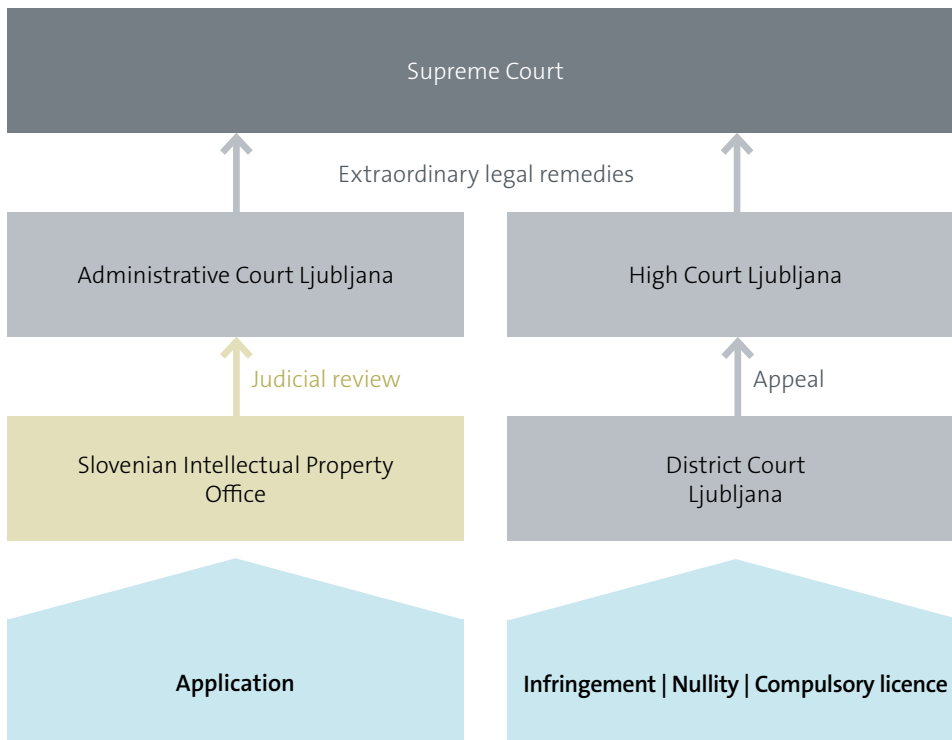 Supreme Court
Extraordinary legal remedies
Administrative Court Ljubljana
High Court Ljubljana
Judicial review
Appeal
Slovenian Intellectual Property
Office
District Court
Ljubljana
Application
Infringement | Nullity | Compulsory licence